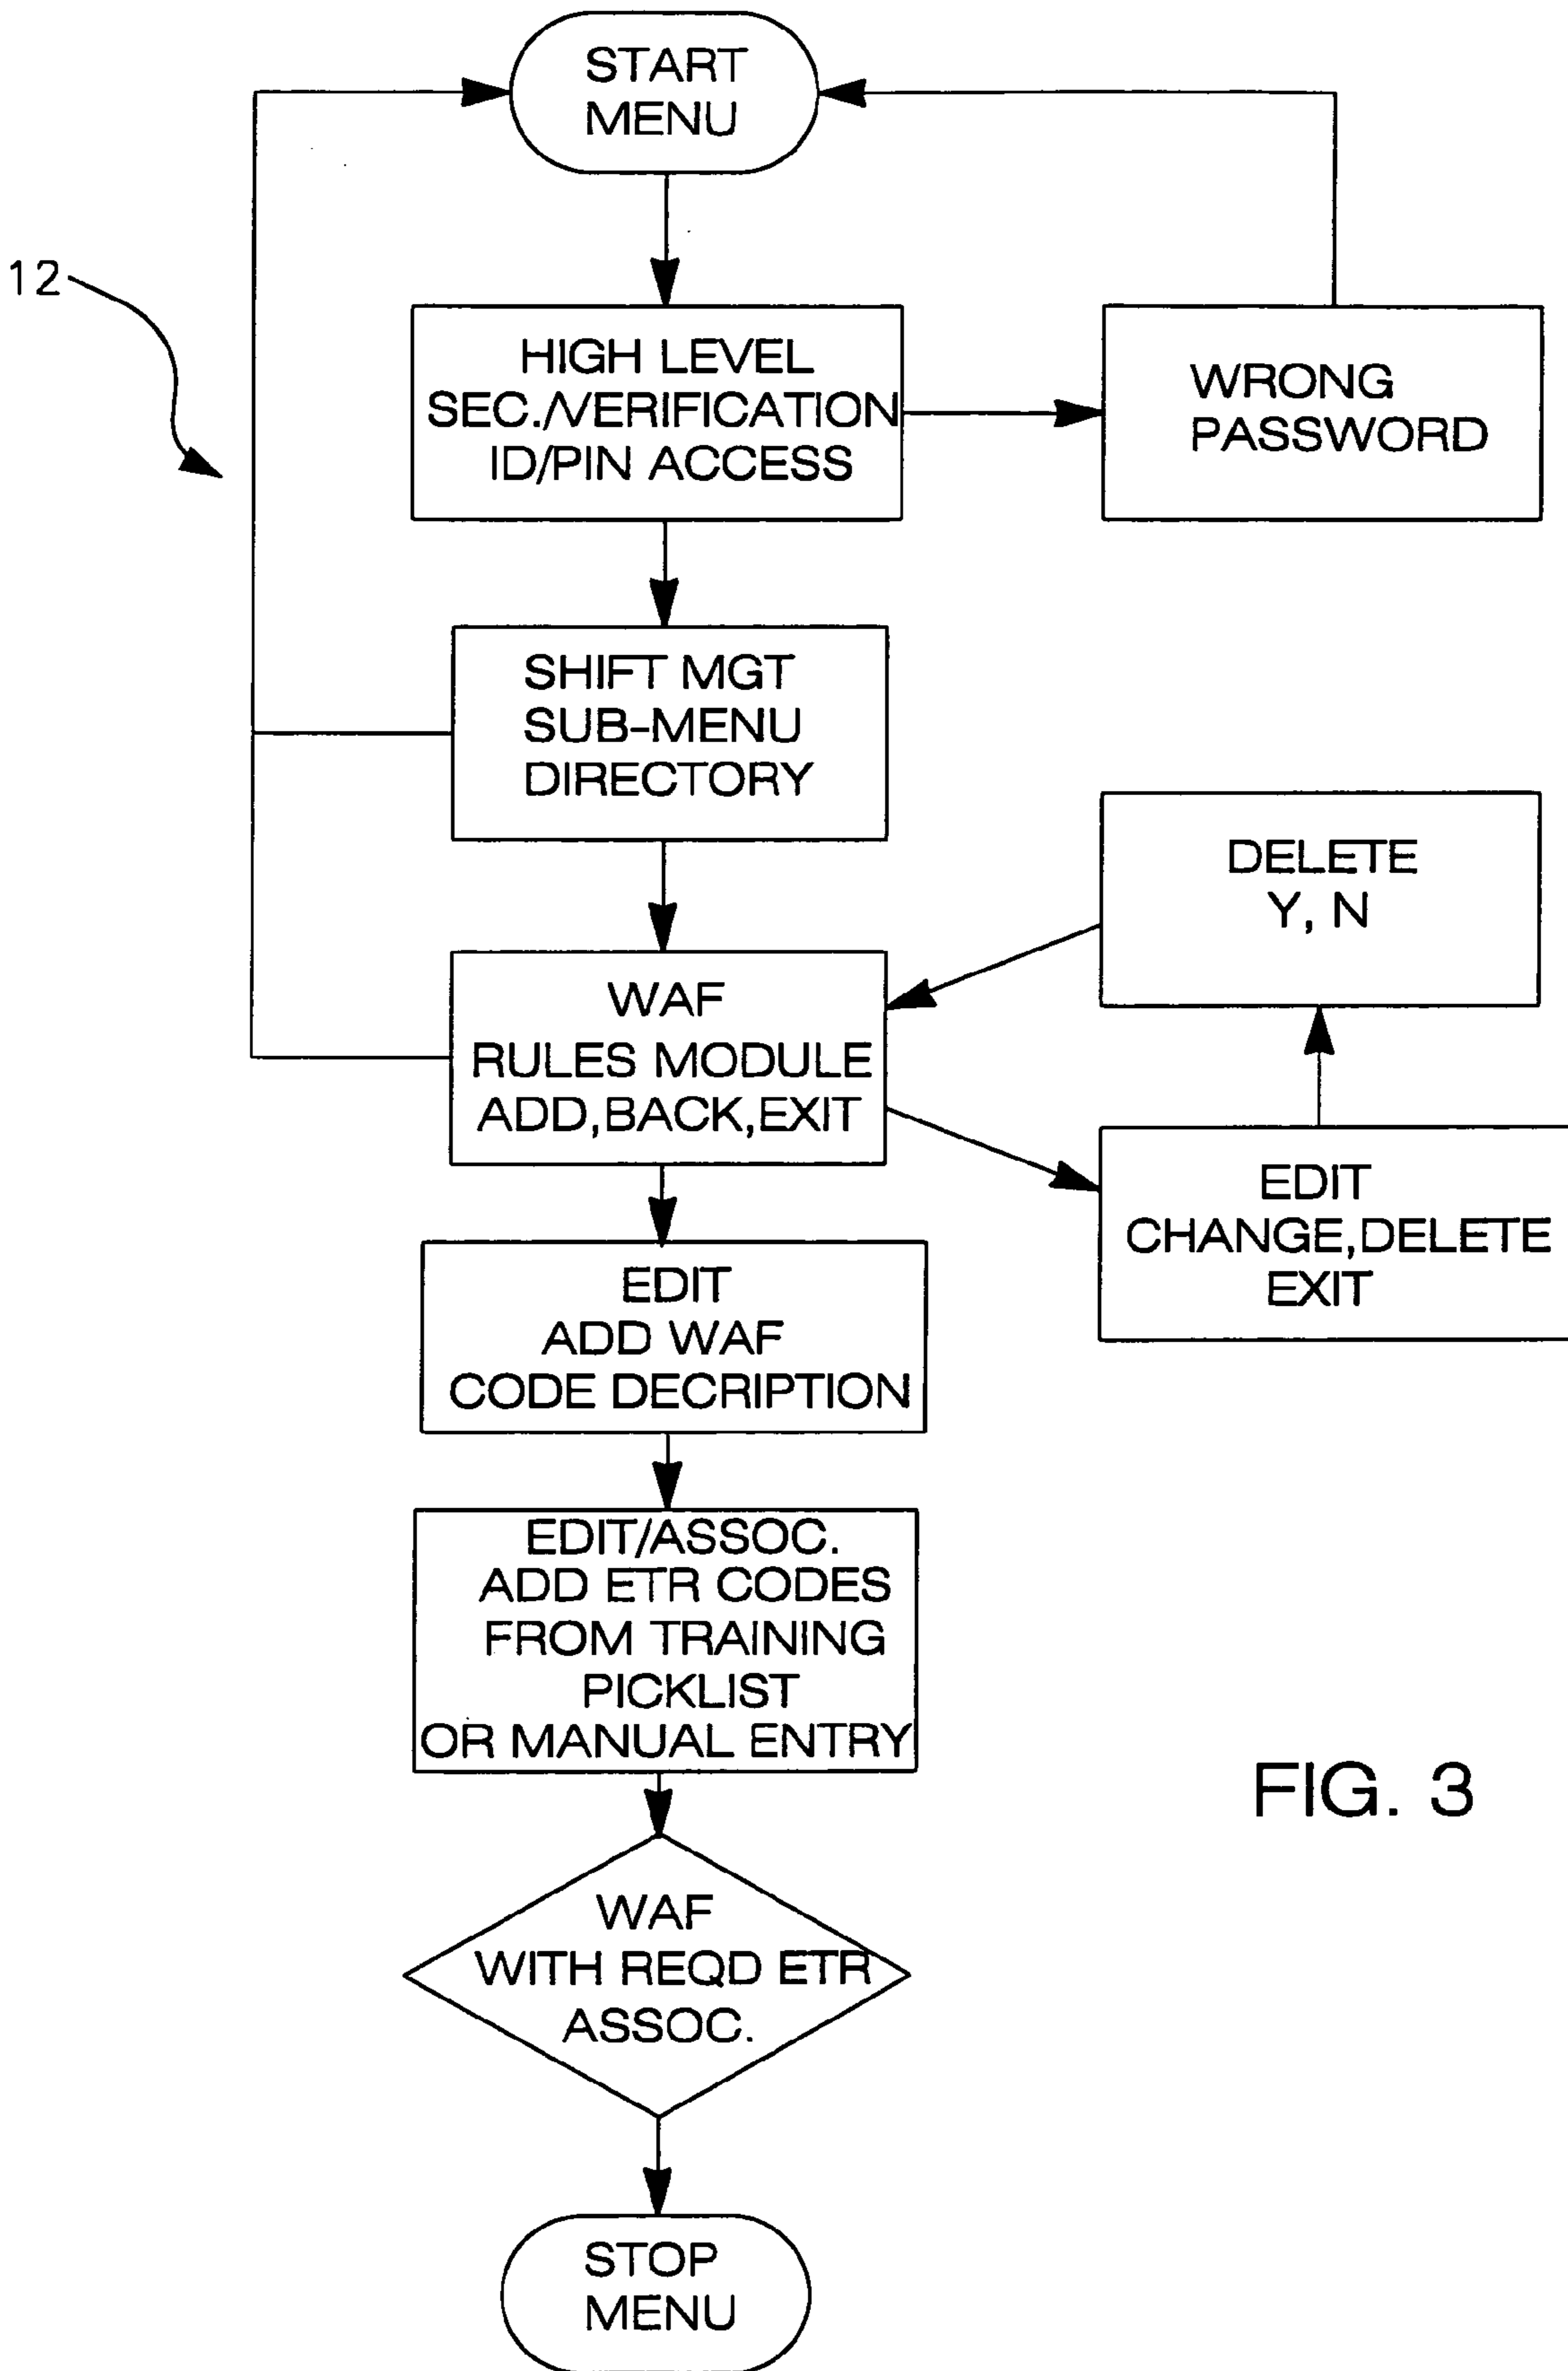 START
MENU
12
HIGH LEVEL
SEC./VERIFICATION
ID/PIN ACCESS
WRONG
PASSWORD
SHIFT MGT
SUB-MENU
DIRECTORY
DELETE
Y, N
WAF
RULES MODULE
ADD,BACK,EXIT
EDIT
CHANGE,DELETE
EXIT
EDIT
ADD WAF
CODE DECRIPTION
EDIT/ASSOC.
ADD ETR CODES
FROM TRAINING
PICKLIST
OR MANUAL ENTRY
FIG. 3
WAF
WITH REQD ETR
ASSOC.
STOP
MENU